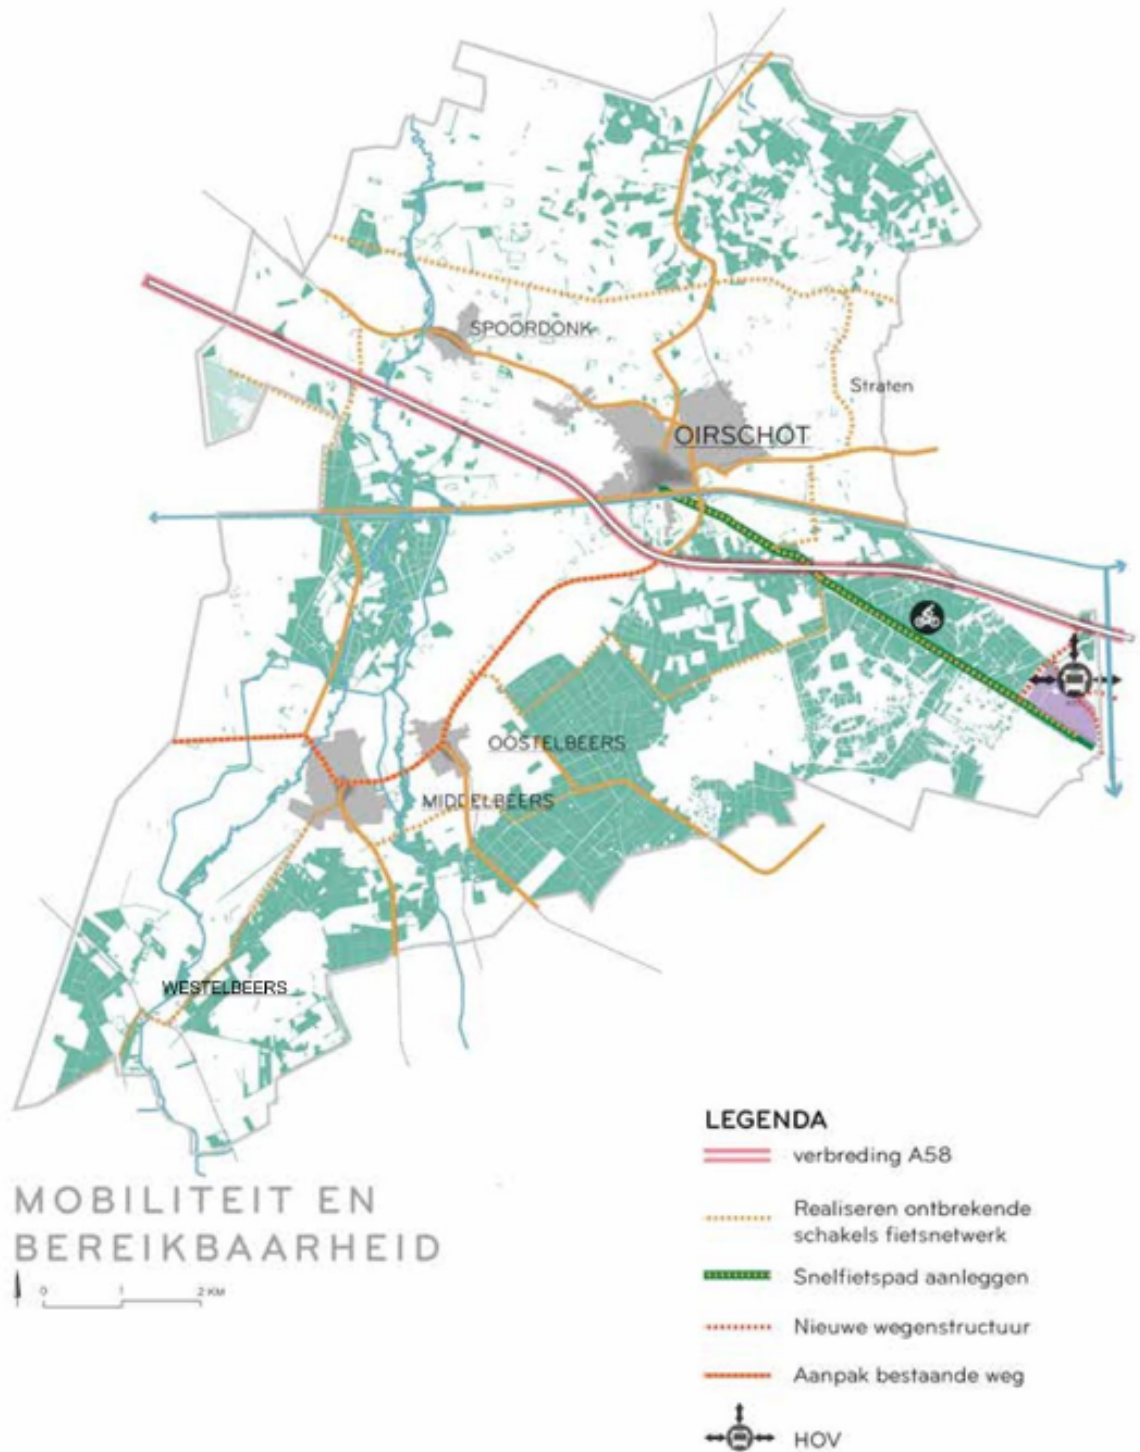 SPOORDONK
Straten
OIRSCHOT
OOSTELBEERS
MIDDELBEERS
WESTELBEERS
LEGENDA
verbreding A58
Realiseren ontbrekende
schakels fietsnetwerk
Snelfietspad aanleggen
Nieuwe wegenstructuur
Aanpak bestaande weg
HOV
MOBILITEIT EN
BEREIKBAARHEID
0 1 2 KM